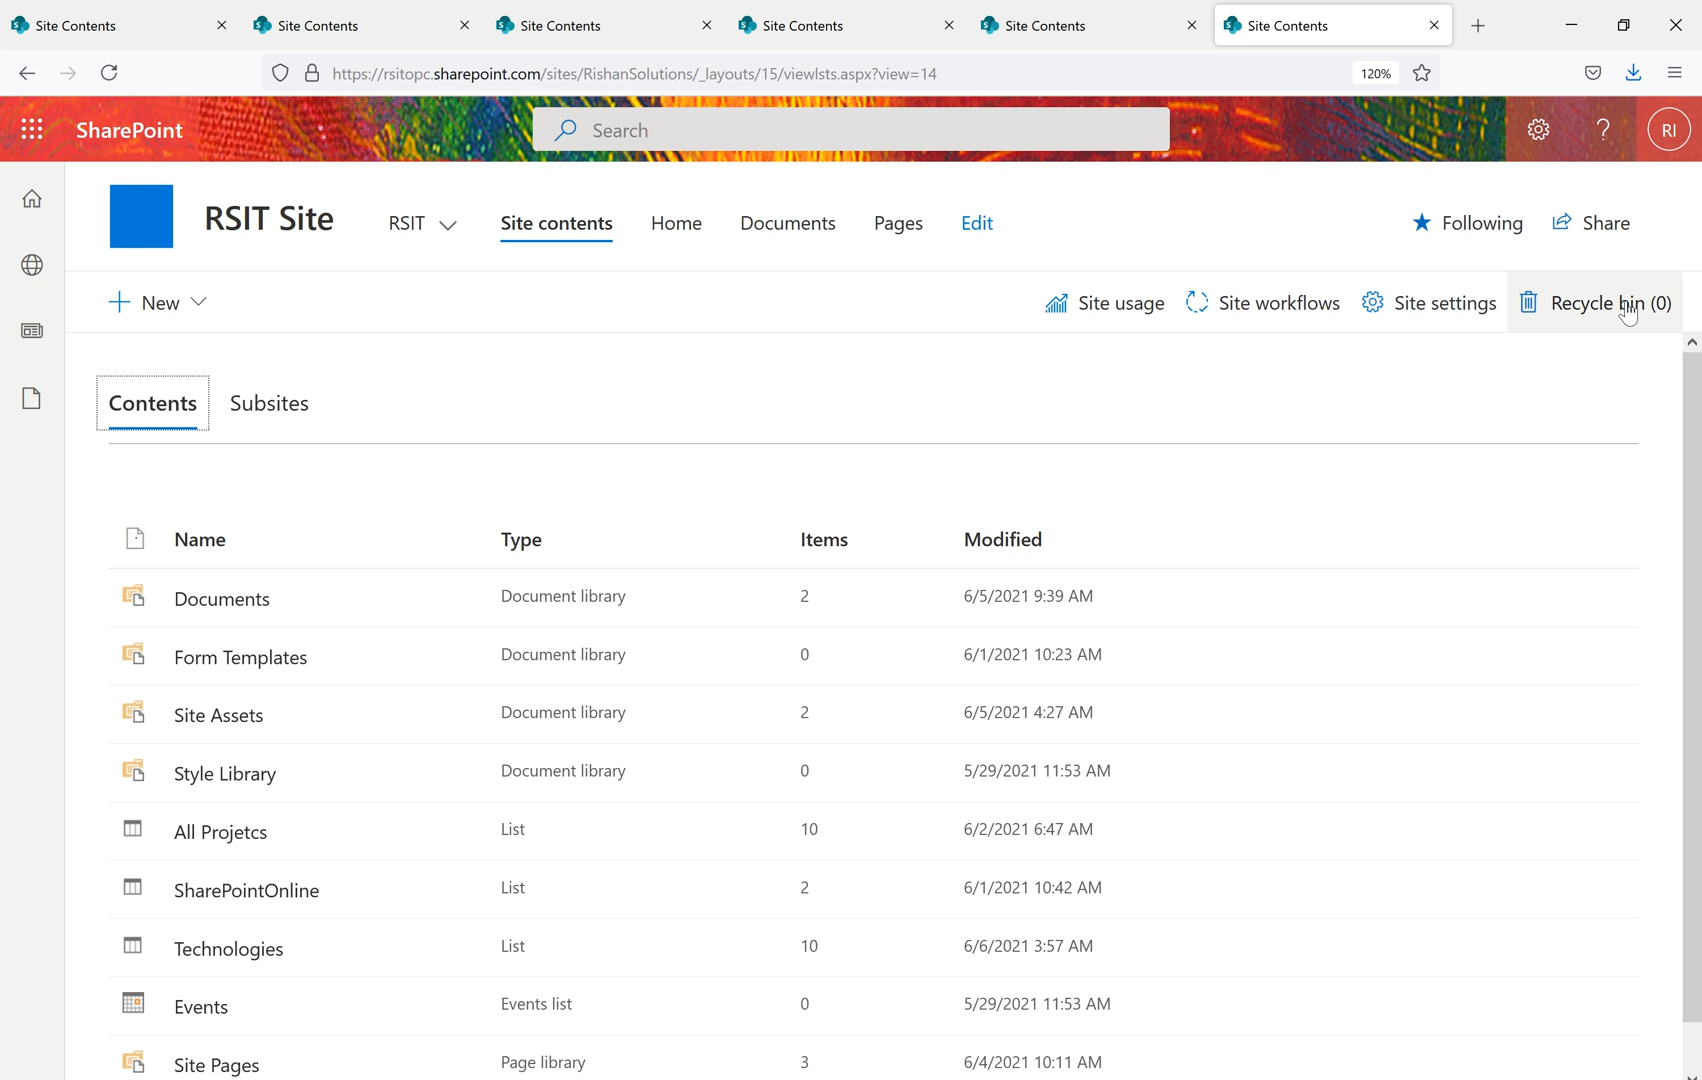 Site Contents Site Contents Site Contents Site Contents Site Contents Site Contents
https://rsitopc.sharepoint.com/sites/RishanSolutions/_layouts/15/viewlsts.aspx?view=14 120%
SharePoint Search ? RI
RSIT Site RSIT Site contents Home Documents Pages Edit Following Share
New Site usage Site workflows Site settings Recycle bin (0)
Contents Subsites
Name Type Items Modified
Documents Document library 2 6/5/2021 9:39 AM
Form Templates Document library 0 6/1/2021 10:23 AM
Site Assets Document library 2 6/5/2021 4:27 AM
Style Library Document library 0 5/29/2021 11:53 AM
All Projetcs List 10 6/2/2021 6:47 AM
SharePointOnline List 2 6/1/2021 10:42 AM
Technologies List 10 6/6/2021 3:57 AM
Events Events list 0 5/29/2021 11:53 AM
Site Pages Page library 3 6/4/2021 10:11 AM